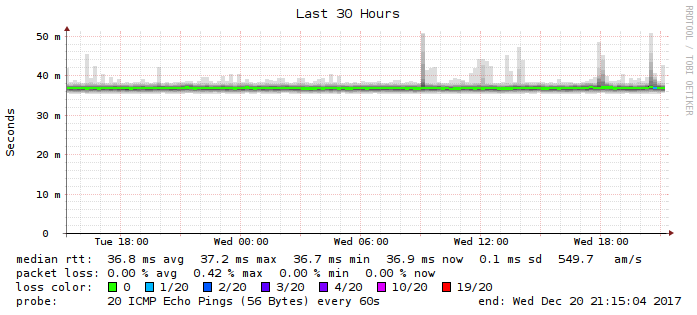 Last 30 Hours
RRDTOOL / TOBI OETIKER
Seconds
50 m
40 m
30 m
20 m
10 m
0
Tue 18:00 Wed 00:00 Wed 06:00 Wed 12:00 Wed 18:00
median rtt: 36.8 ms avg 37.2 ms max 36.7 ms min 36.9 ms now 0.1 ms sd 549.7 am/s
packet loss: 0.00 % avg 0.42 % max 0.00 % min 0.00 % now
loss color: 0 1/20 2/20 3/20 4/20 10/20 19/20
probe: 20 ICMP Echo Pings (56 Bytes) every 60s end: Wed Dec 20 21:15:04 2017